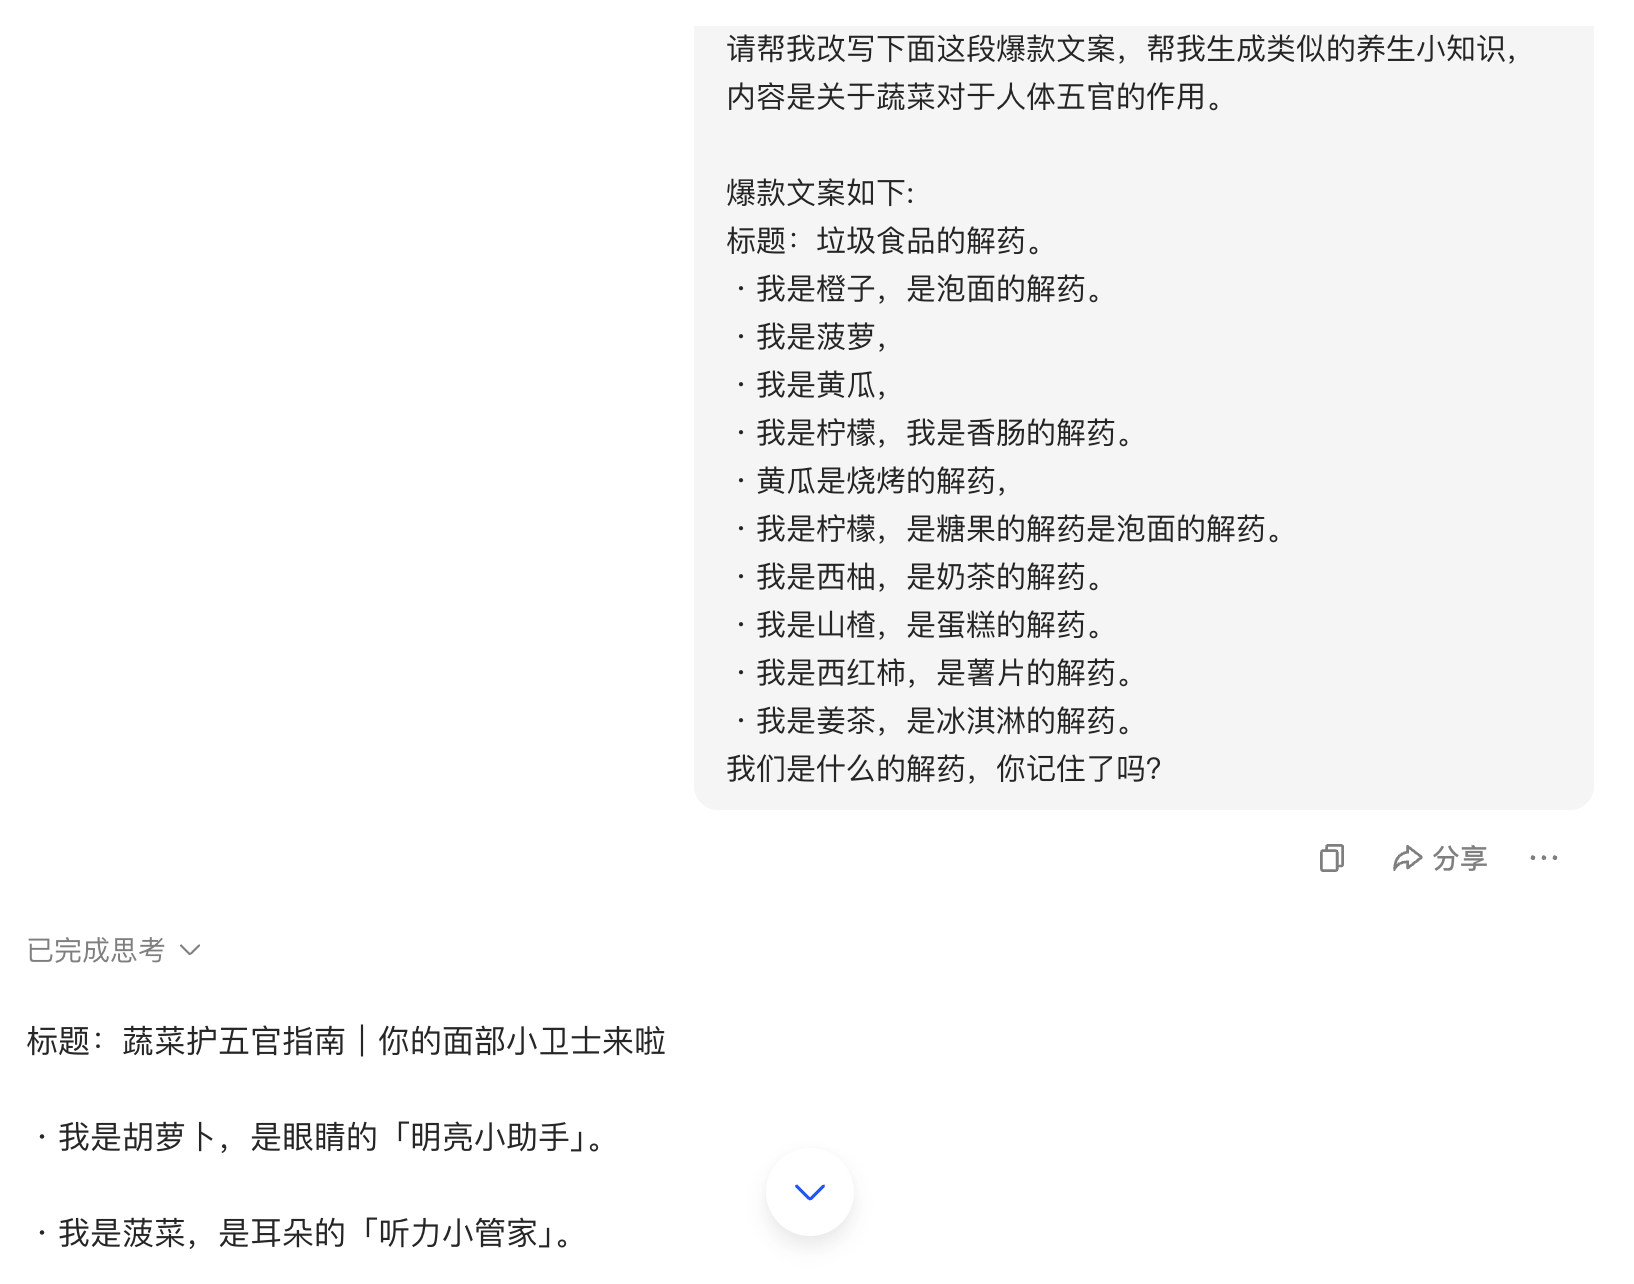 请帮我改写下面这段爆款文案，帮我生成类似的养生小知识，
内容是关于蔬菜对于人体五官的作用。
爆款文案如下:
标题：垃圾食品的解药。
·我是橙子，是泡面的解药。
·我是菠萝，
·我是黄瓜，
·我是柠檬，我是香肠的解药。
·黄瓜是烧烤的解药，
·我是柠檬，是糖果的解药是泡面的解药。
·我是西柚，是奶茶的解药。
·我是山楂，是蛋糕的解药。
·我是西红柿，是薯片的解药。
·我是姜茶，是冰淇淋的解药。
我们是什么的解药，你记住了吗?
分享
已完成思考
标题：蔬菜护五官指南｜你的面部小卫士来啦
·我是胡萝卜，是眼睛的「明亮小助手」。
·我是菠菜，是耳朵的「听力小管家」。